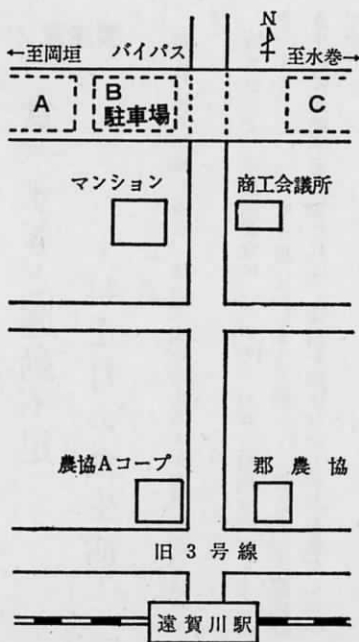 N
←至岡垣 バイパス 至水巻→
A
B
駐車場
C
マンション 商工会議所
農協Aコープ 郡農協
旧3号線
遠賀川駅